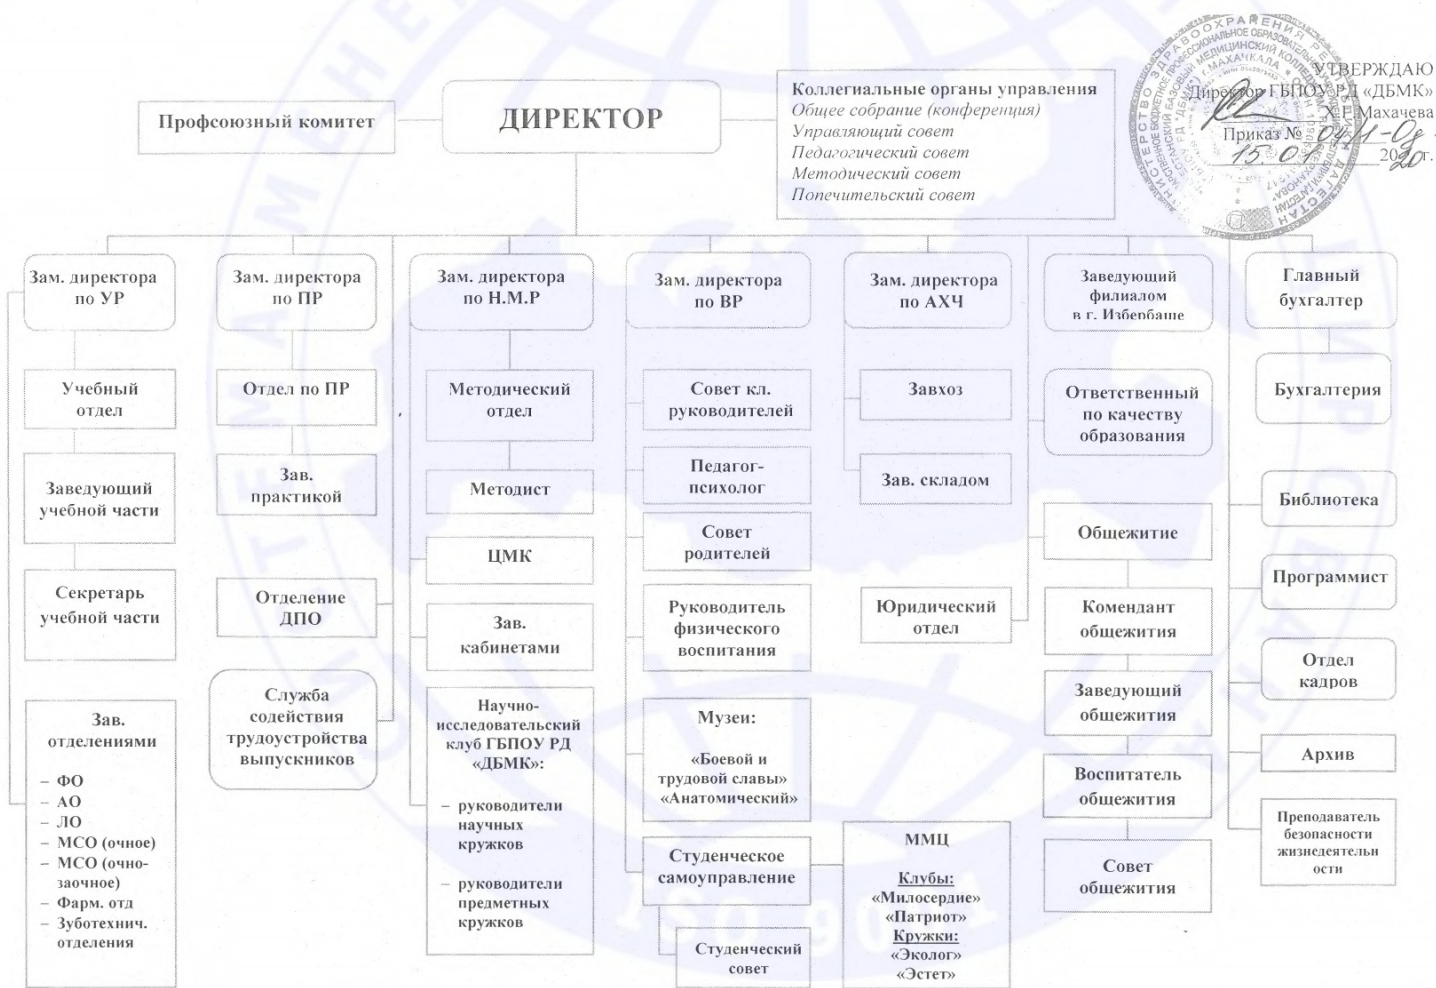 УТВЕРЖДАЮ
Директор ГБПОУ РД «ДБМК»
Махачева
Приказ №
15.01 2020г.
Профсоюзный комитет
ДИРЕКТОР
Коллегиальные органы управления
Общее собрание (конференция)
Управляющий совет
Педагогический совет
Методический совет
Попечительский совет
Зам. директора
по УР
Зам. директора
по ПР
Зам. директора
по Н.М.Р
Зам. директора
по ВР
Зам. директора
по АХЧ
Заведующий
филиалом
в г. Избербаше
Главный
бухгалтер
Учебный
отдел
Отдел по ПР
Методический
отдел
Совет кл.
руководителей
Завхоз
Ответственный
по качеству
образования
Бухгалтерия
Заведующий
учебной части
Зав.
практикой
Методист
Педагог-
психолог
Зав. складом
Библиотека
ЦМК
Совет
родителей
Общежитие
Программист
Секретарь
учебной части
Отделение
ДПО
Зав.
кабинетами
Руководитель
физического
воспитания
Юридический
отдел
Комендант
общежития
Отдел
кадров
Служба
содействия
трудоустройства
выпускников
Заведующий
общежития
Архив
Зав.
отделениями
– ФО
– АО
– ЛО
– МСО (очное)
– МСО (очно-
заочное)
– Фарм. отд
– Зуботехнич.
отделения
Научно-
исследовательский
клуб ГБПОУ РД
«ДБМК»:
– руководители
научных
кружков
– руководители
предметных
кружков
Музеи:
«Боевой и
трудовой славы»
«Анатомический»
Воспитатель
общежития
Преподаватель
безопасности
жизнедеятельн
ости
Студенческое
самоуправление
ММЦ
Клубы:
«Милосердие»
«Патриот»
Кружки:
«Эколог»
«Эстет»
Совет
общежития
Студенческий
совет